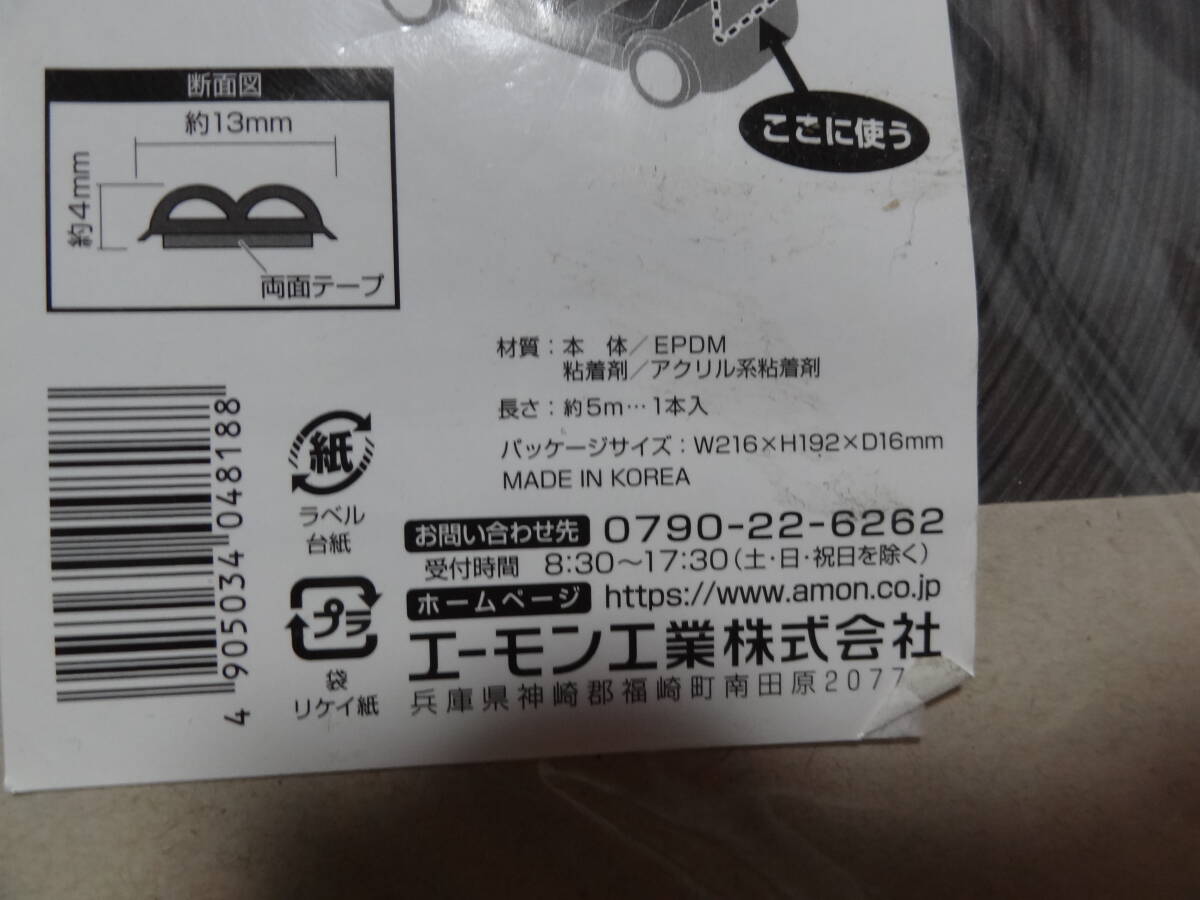 断面図
約13mm
約4mm
両面テープ
ここに使う
材質：本 体／EPDM
粘着剤／アクリル系粘着剤
長さ：約5m…1本入
パッケージサイズ：W216×H192×D16mm
MADE IN KOREA
4 905034 048188
紙
ラベル
台紙
プラ
袋
リケイ紙
お問い合わせ先 0790-22-6262
受付時間 8:30～17:30（土・日・祝日を除く）
ホームページ https://www.amon.co.jp
エーモン工業株式会社
兵庫県神崎郡福崎町南田原2077